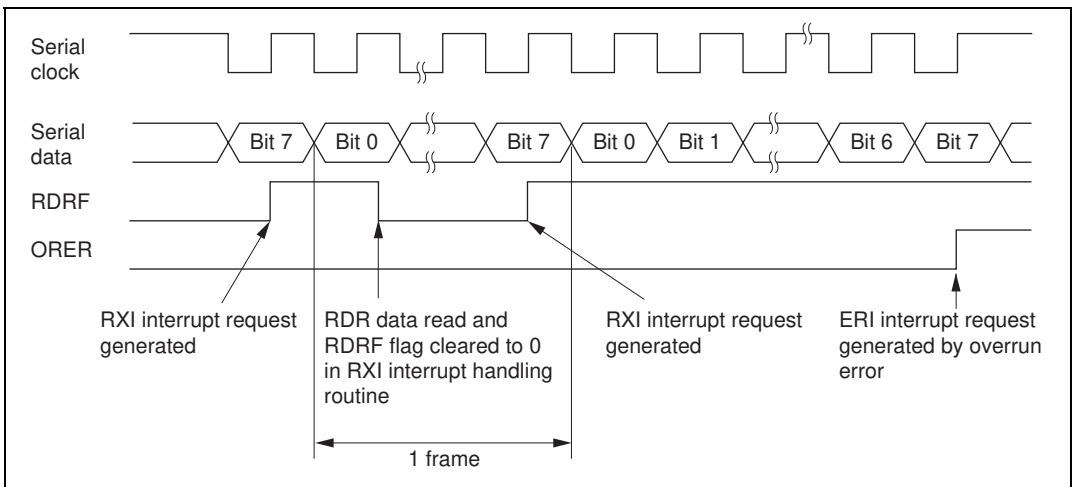 Serial
clock
Serial
data
Bit 7 Bit 0 Bit 7 Bit 0 Bit 1 Bit 6 Bit 7
RDRF
ORER
RXI interrupt request
generated
RDR data read and
RDRF flag cleared to 0
in RXI interrupt handling
routine
RXI interrupt request
generated
ERI interrupt request
generated by overrun
error
1 frame